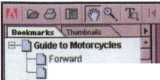 Bookmarks Thumbnails
Guide to Motorcycles
Forward